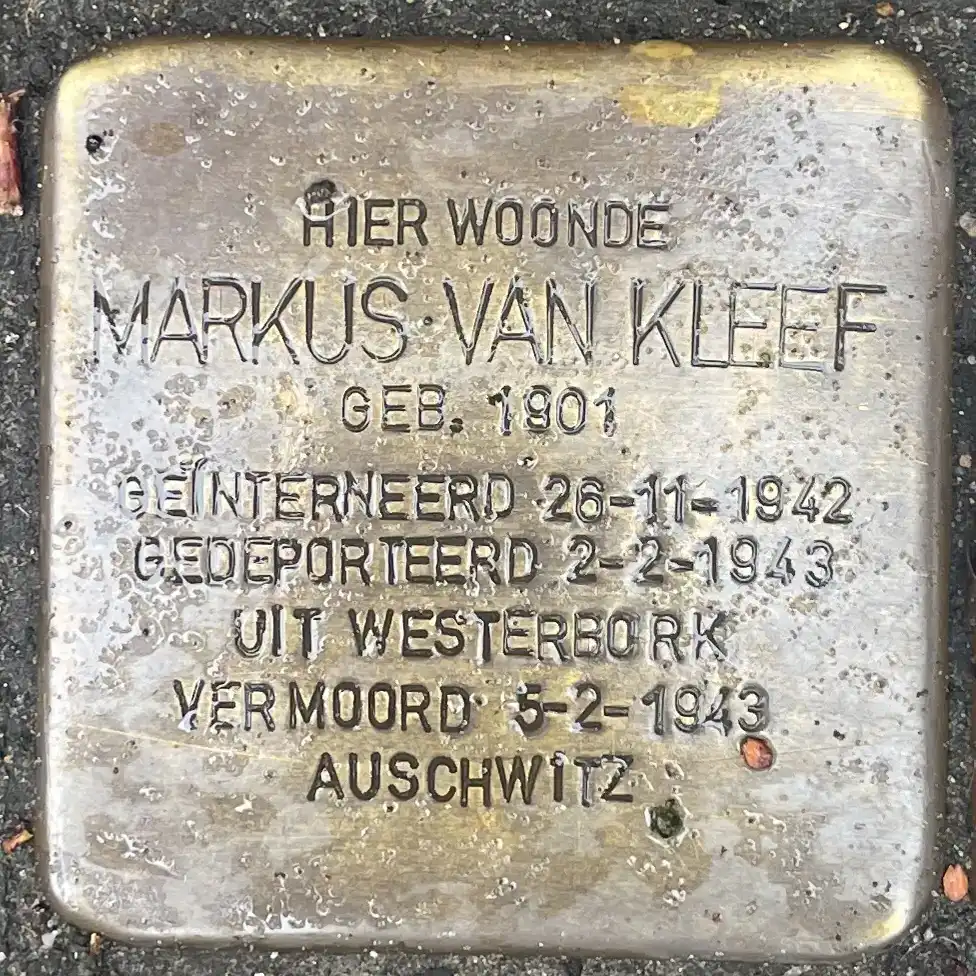 HIER WOONDE
MARKUS VAN KLEEF
GEB. 1901
GEÏNTERNEERD 26-11-1942
GEDEPORTEERD 2-2-1943
UIT WESTERBORK
VERMOORD 5-2-1943
AUSCHWITZ